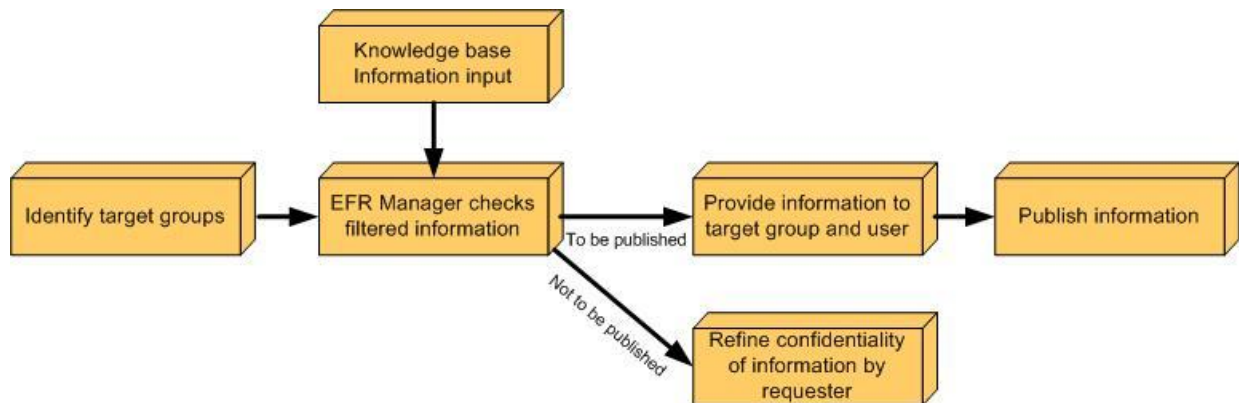 Knowledge base
Information input
Identify target groups
EFR Manager checks
filtered information
To be published
Not to be published
Provide information to
target group and user
Publish information
Refine confidentiality
of information by
requester